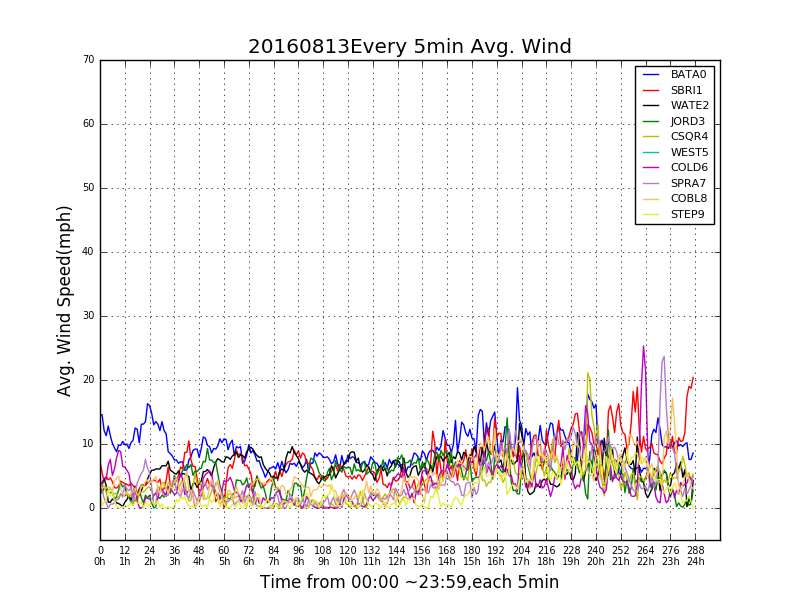 20160813Every 5min Avg. Wind
70
60
50
40
30
20
10
0
Avg. Wind Speed(mph)
BATA0
SBRI1
WATE2
JORD3
CSQR4
WEST5
COLD6
SPRA7
COBL8
STEP9
0 12 24 36 48 60 72 84 96 108 120 132 144 156 168 180 192 204 216 228 240 252 264 276 288
0h 1h 2h 3h 4h 5h 6h 7h 8h 9h 10h 11h 12h 13h 14h 15h 16h 17h 18h 19h 20h 21h 22h 23h 24h
Time from 00:00 ~23:59,each 5min